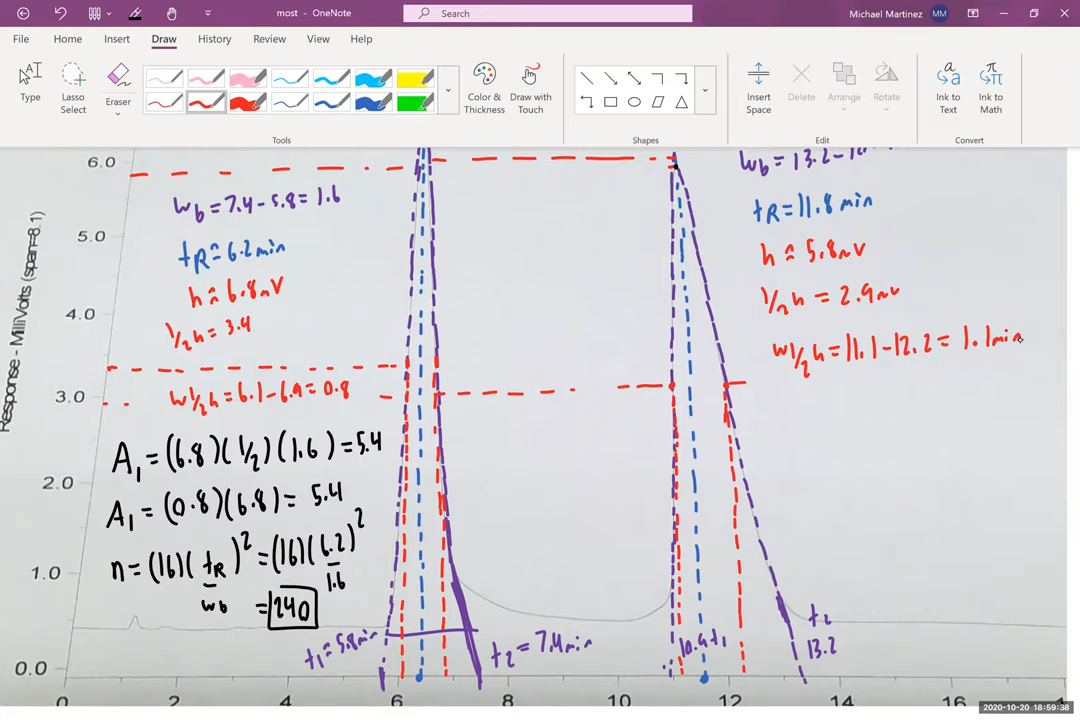 most - OneNote
Search
Michael Martinez MM
File Home Insert Draw History Review View Help
Type
Lasso Select
Eraser
Color & Thickness
Draw with Touch
Insert Space
Delete
Arrange
Rotate
Ink to Text
Ink to Math
Tools
Shapes
Edit
Convert
Response - MilliVolts (span=8.1)
6.0
5.0
4.0
3.0
2.0
1.0
0.0
wb = 7.4-5.8 = 1.6
tR ≈ 6.2 min
h ≈ 6.8 mV
1/2 h = 3.4
w1/2h = 6.1-6.9 = 0.8
A1 = (6.8)(1/2)(1.6) = 5.4
A1 = (0.8)(6.8) = 5.4
n = (16)(tR/wb)² = (16)(6.2/1.6)²
= 240
t1 ≈ 5.8 min
t2 = 7.4 min
tR = 11.8 min
h ≈ 5.8 mV
1/2 h = 2.9 mV
w1/2h = 11.1-12.2 = 1.1 min
10.9 t1
t2
13.2
0 2 4 6 8 10 12 14 16
2020-10-20 18:59:38